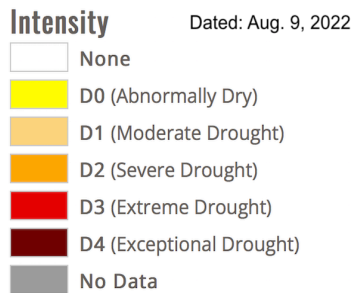 Intensity Dated: Aug. 9, 2022
None
D0 (Abnormally Dry)
D1 (Moderate Drought)
D2 (Severe Drought)
D3 (Extreme Drought)
D4 (Exceptional Drought)
No Data